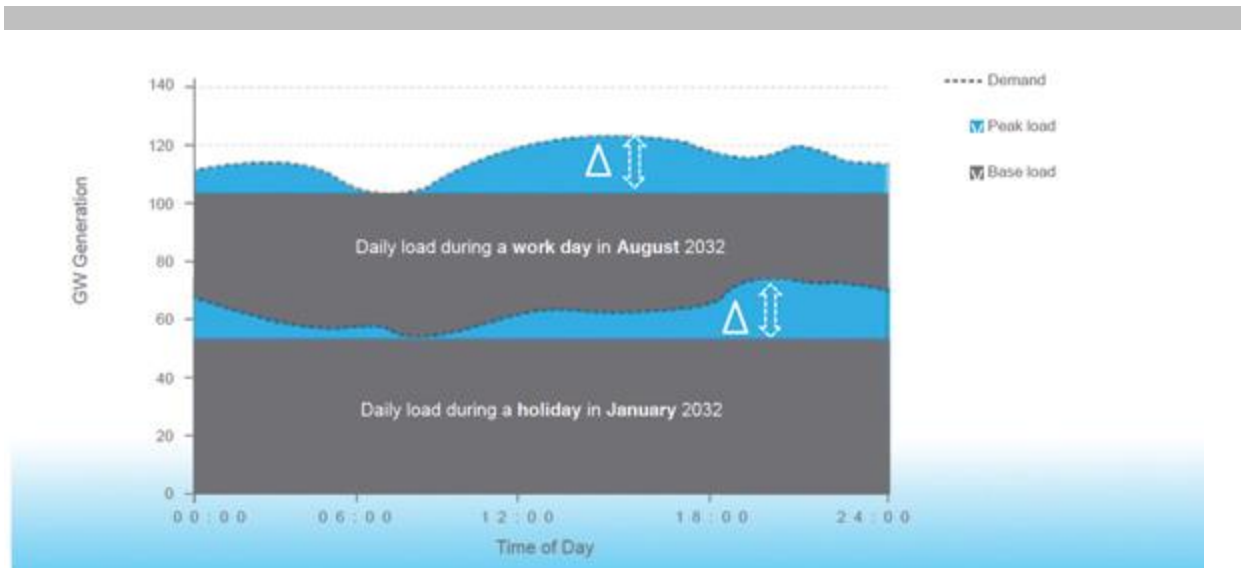 140
120
100
80
60
40
20
0
GW Generation
Demand
Peak load
Base load
Δ
Daily load during a work day in August 2032
Δ
Daily load during a holiday in January 2032
00:00 06:00 12:00 18:00 24:00
Time of Day